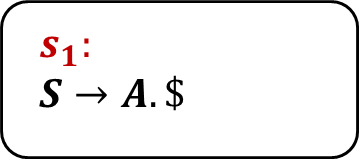 s₁:
S → A. $